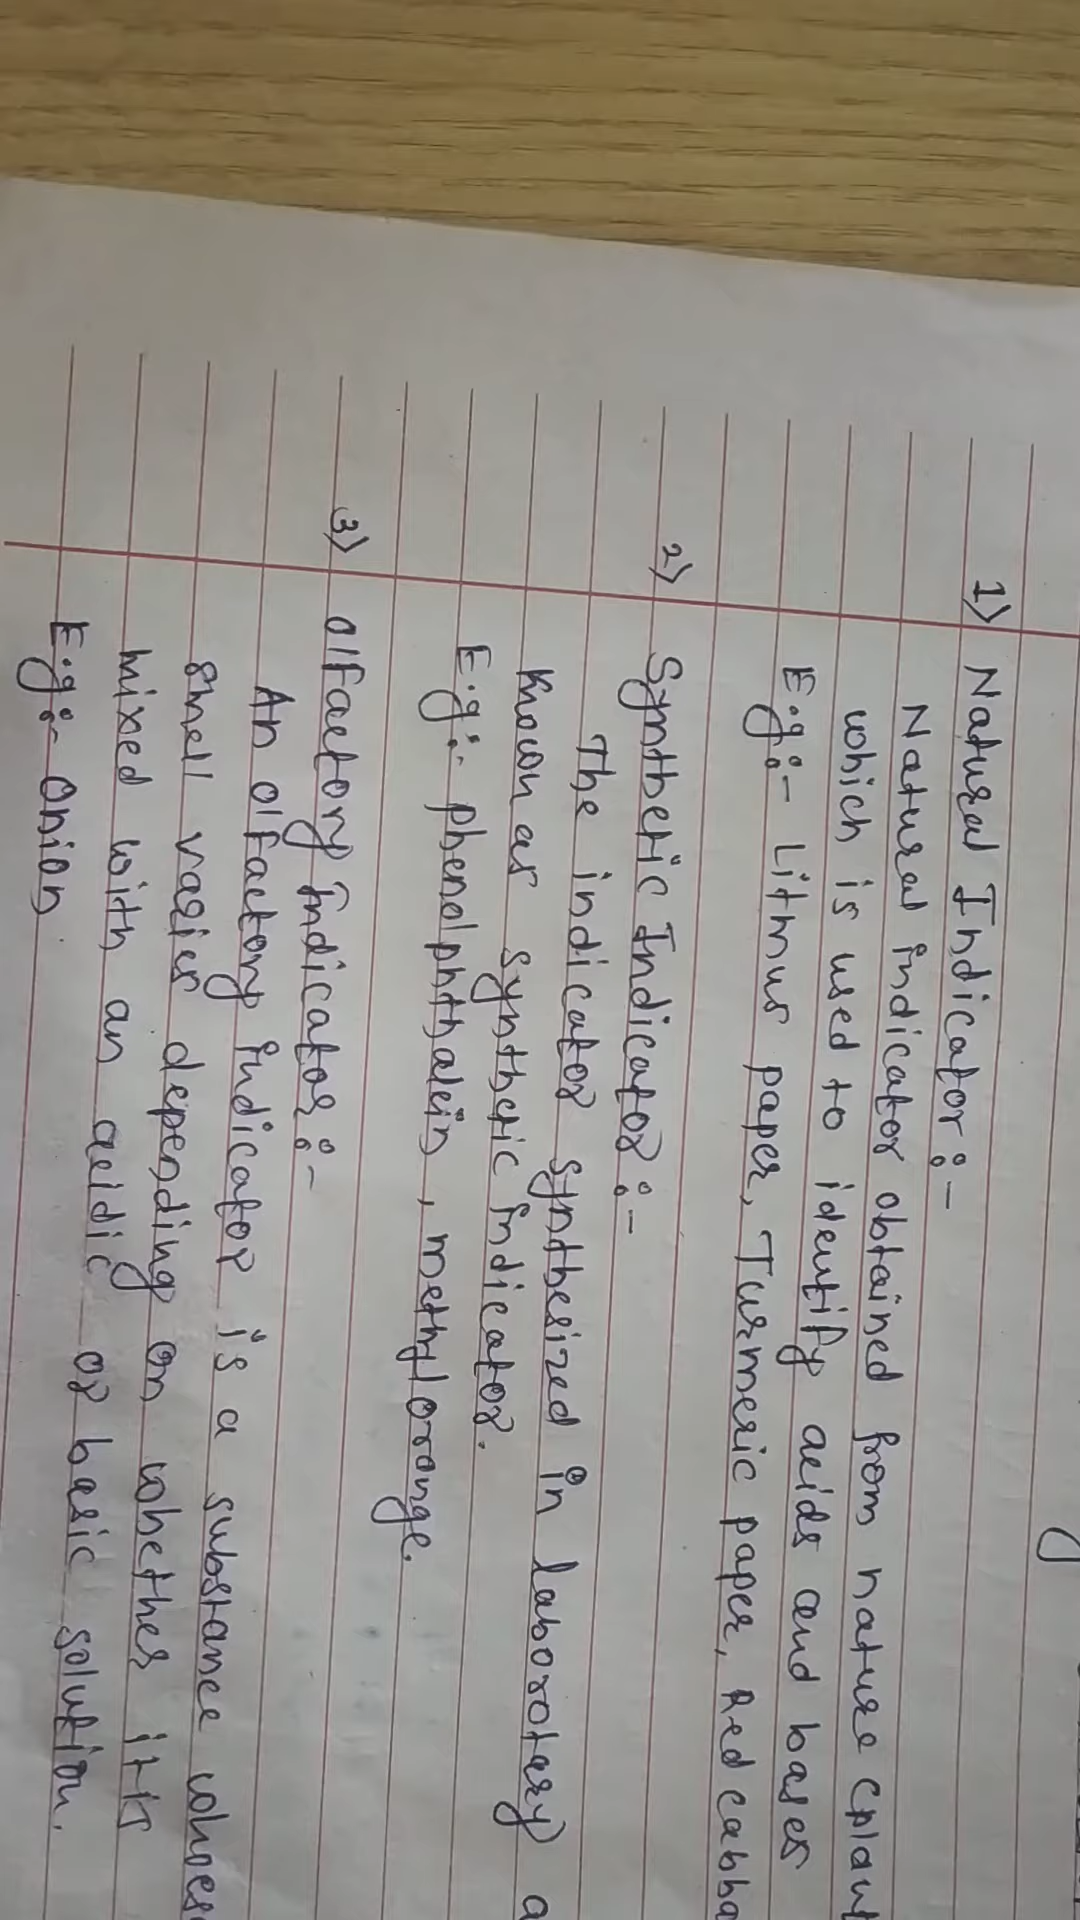 1) Natural Indicator :-
Natural indicator obtained from nature (plant
which is used to identify acids and bases
E.g :- Litmus paper, Turmeric paper, Red cabba
2) Synthetic Indicator :-
The indicator synthesized in laborotary a
known as synthetic indicator.
E.g :- phenolphthalein, methyl orange.
3) olfactory indicator :-
An olfactory indicator is a substance whoes
smell varies depending on whether it is
mixed with an acidic or basic solution.
E.g :- onion